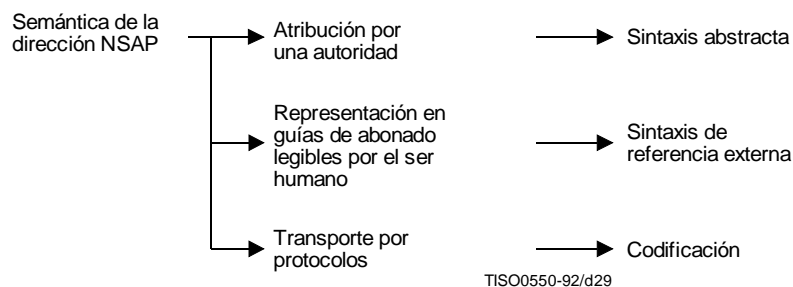 Semántica de la
dirección NSAP
Atribución por
una autoridad
Sintaxis abstracta
Representación en
guías de abonado
legibles por el ser
humano
Sintaxis de
referencia externa
Transporte por
protocolos
Codificación
TISO0550-92/d29